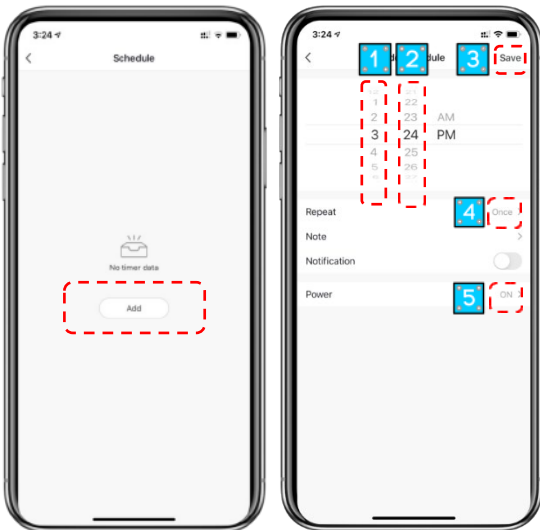 3:24
Schedule
No timer data
Add
3:24
1 2 dule 3 Save
1 22
2 23 AM
3 24 PM
4 25
5 26
Repeat 4 Once
Note
Notification
Power 5 ON